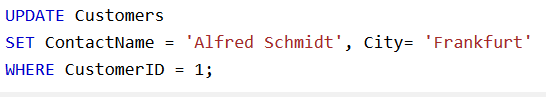 UPDATE Customers
SET ContactName = 'Alfred Schmidt', City= 'Frankfurt'
WHERE CustomerID = 1;